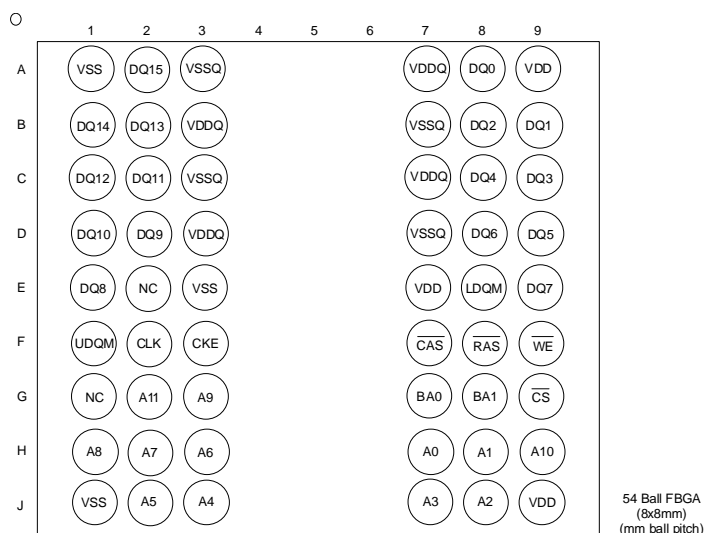 1 2 3 4 5 6 7 8 9
A VSS DQ15 VSSQ VDDQ DQ0 VDD
B DQ14 DQ13 VDDQ VSSQ DQ2 DQ1
C DQ12 DQ11 VSSQ VDDQ DQ4 DQ3
D DQ10 DQ9 VDDQ VSSQ DQ6 DQ5
E DQ8 NC VSS VDD LDQM DQ7
F UDQM CLK CKE CAS RAS WE
G NC A11 A9 BA0 BA1 CS
H A8 A7 A6 A0 A1 A10
J VSS A5 A4 A3 A2 VDD
54 Ball FBGA
(8x8mm)
(mm ball pitch)